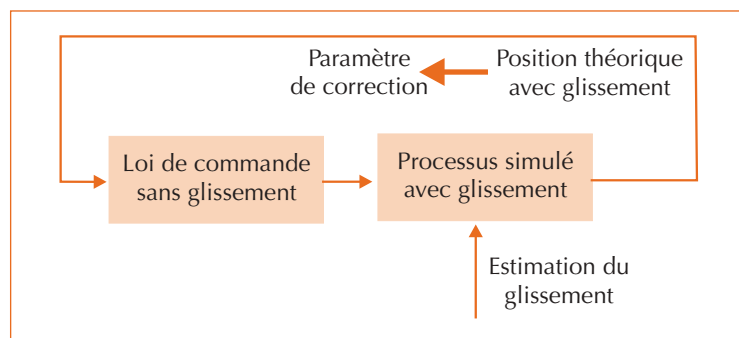 Paramètre
de correction
Position théorique
avec glissement
Loi de commande
sans glissement
Processus simulé
avec glissement
Estimation du
glissement